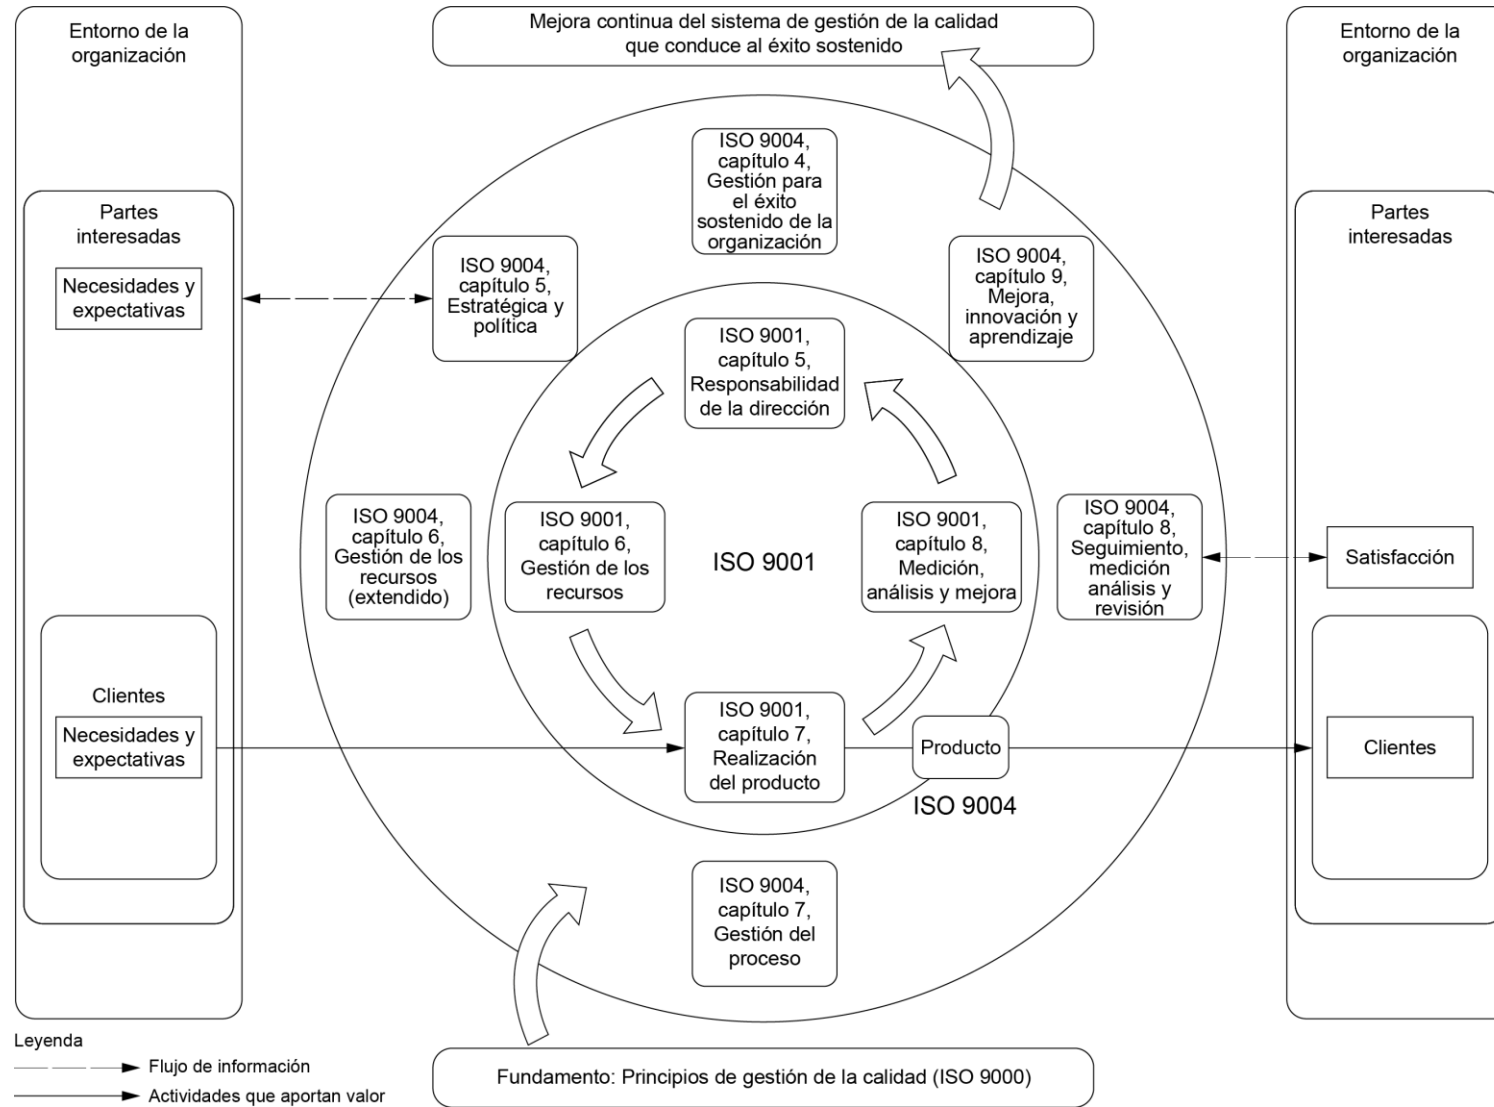 Entorno de la
organización
Partes
interesadas
Necesidades y
expectativas
Clientes
Necesidades y
expectativas
Mejora continua del sistema de gestión de la calidad
que conduce al éxito sostenido
ISO 9004,
capítulo 4,
Gestión para
el éxito
sostenido de la
organización
ISO 9004,
capítulo 5,
Estratégica y
política
ISO 9004,
capítulo 9,
Mejora,
innovación y
aprendizaje
ISO 9001,
capítulo 5,
Responsabilidad
de la dirección
ISO 9004,
capítulo 6,
Gestión de los
recursos
(extendido)
ISO 9001,
capítulo 6,
Gestión de los
recursos
ISO 9001
ISO 9001,
capítulo 8,
Medición,
análisis y mejora
ISO 9004,
capítulo 8,
Seguimiento,
medición
análisis y
revisión
ISO 9001,
capítulo 7,
Realización
del producto
Producto
ISO 9004
ISO 9004,
capítulo 7,
Gestión del
proceso
Fundamento: Principios de gestión de la calidad (ISO 9000)
Entorno de la
organización
Partes
interesadas
Satisfacción
Clientes
Leyenda
Flujo de información
Actividades que aportan valor